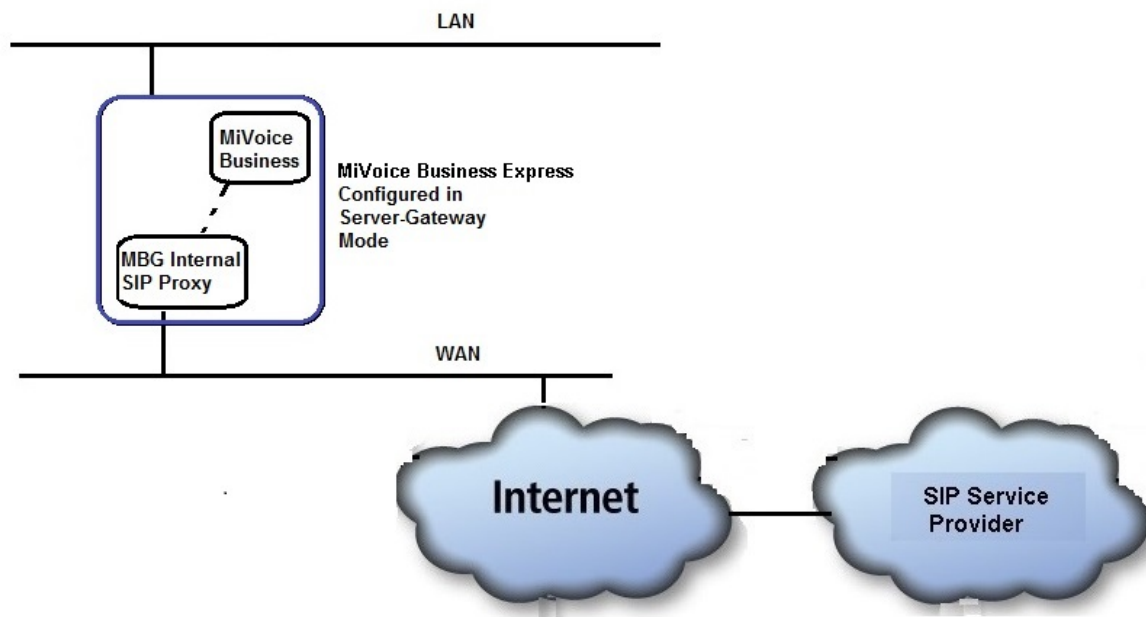 LAN
MiVoice
Business
MiVoice Business Express
Configured in
Server-Gateway
Mode
MBG Internal
SIP Proxy
WAN
Internet
SIP Service
Provider